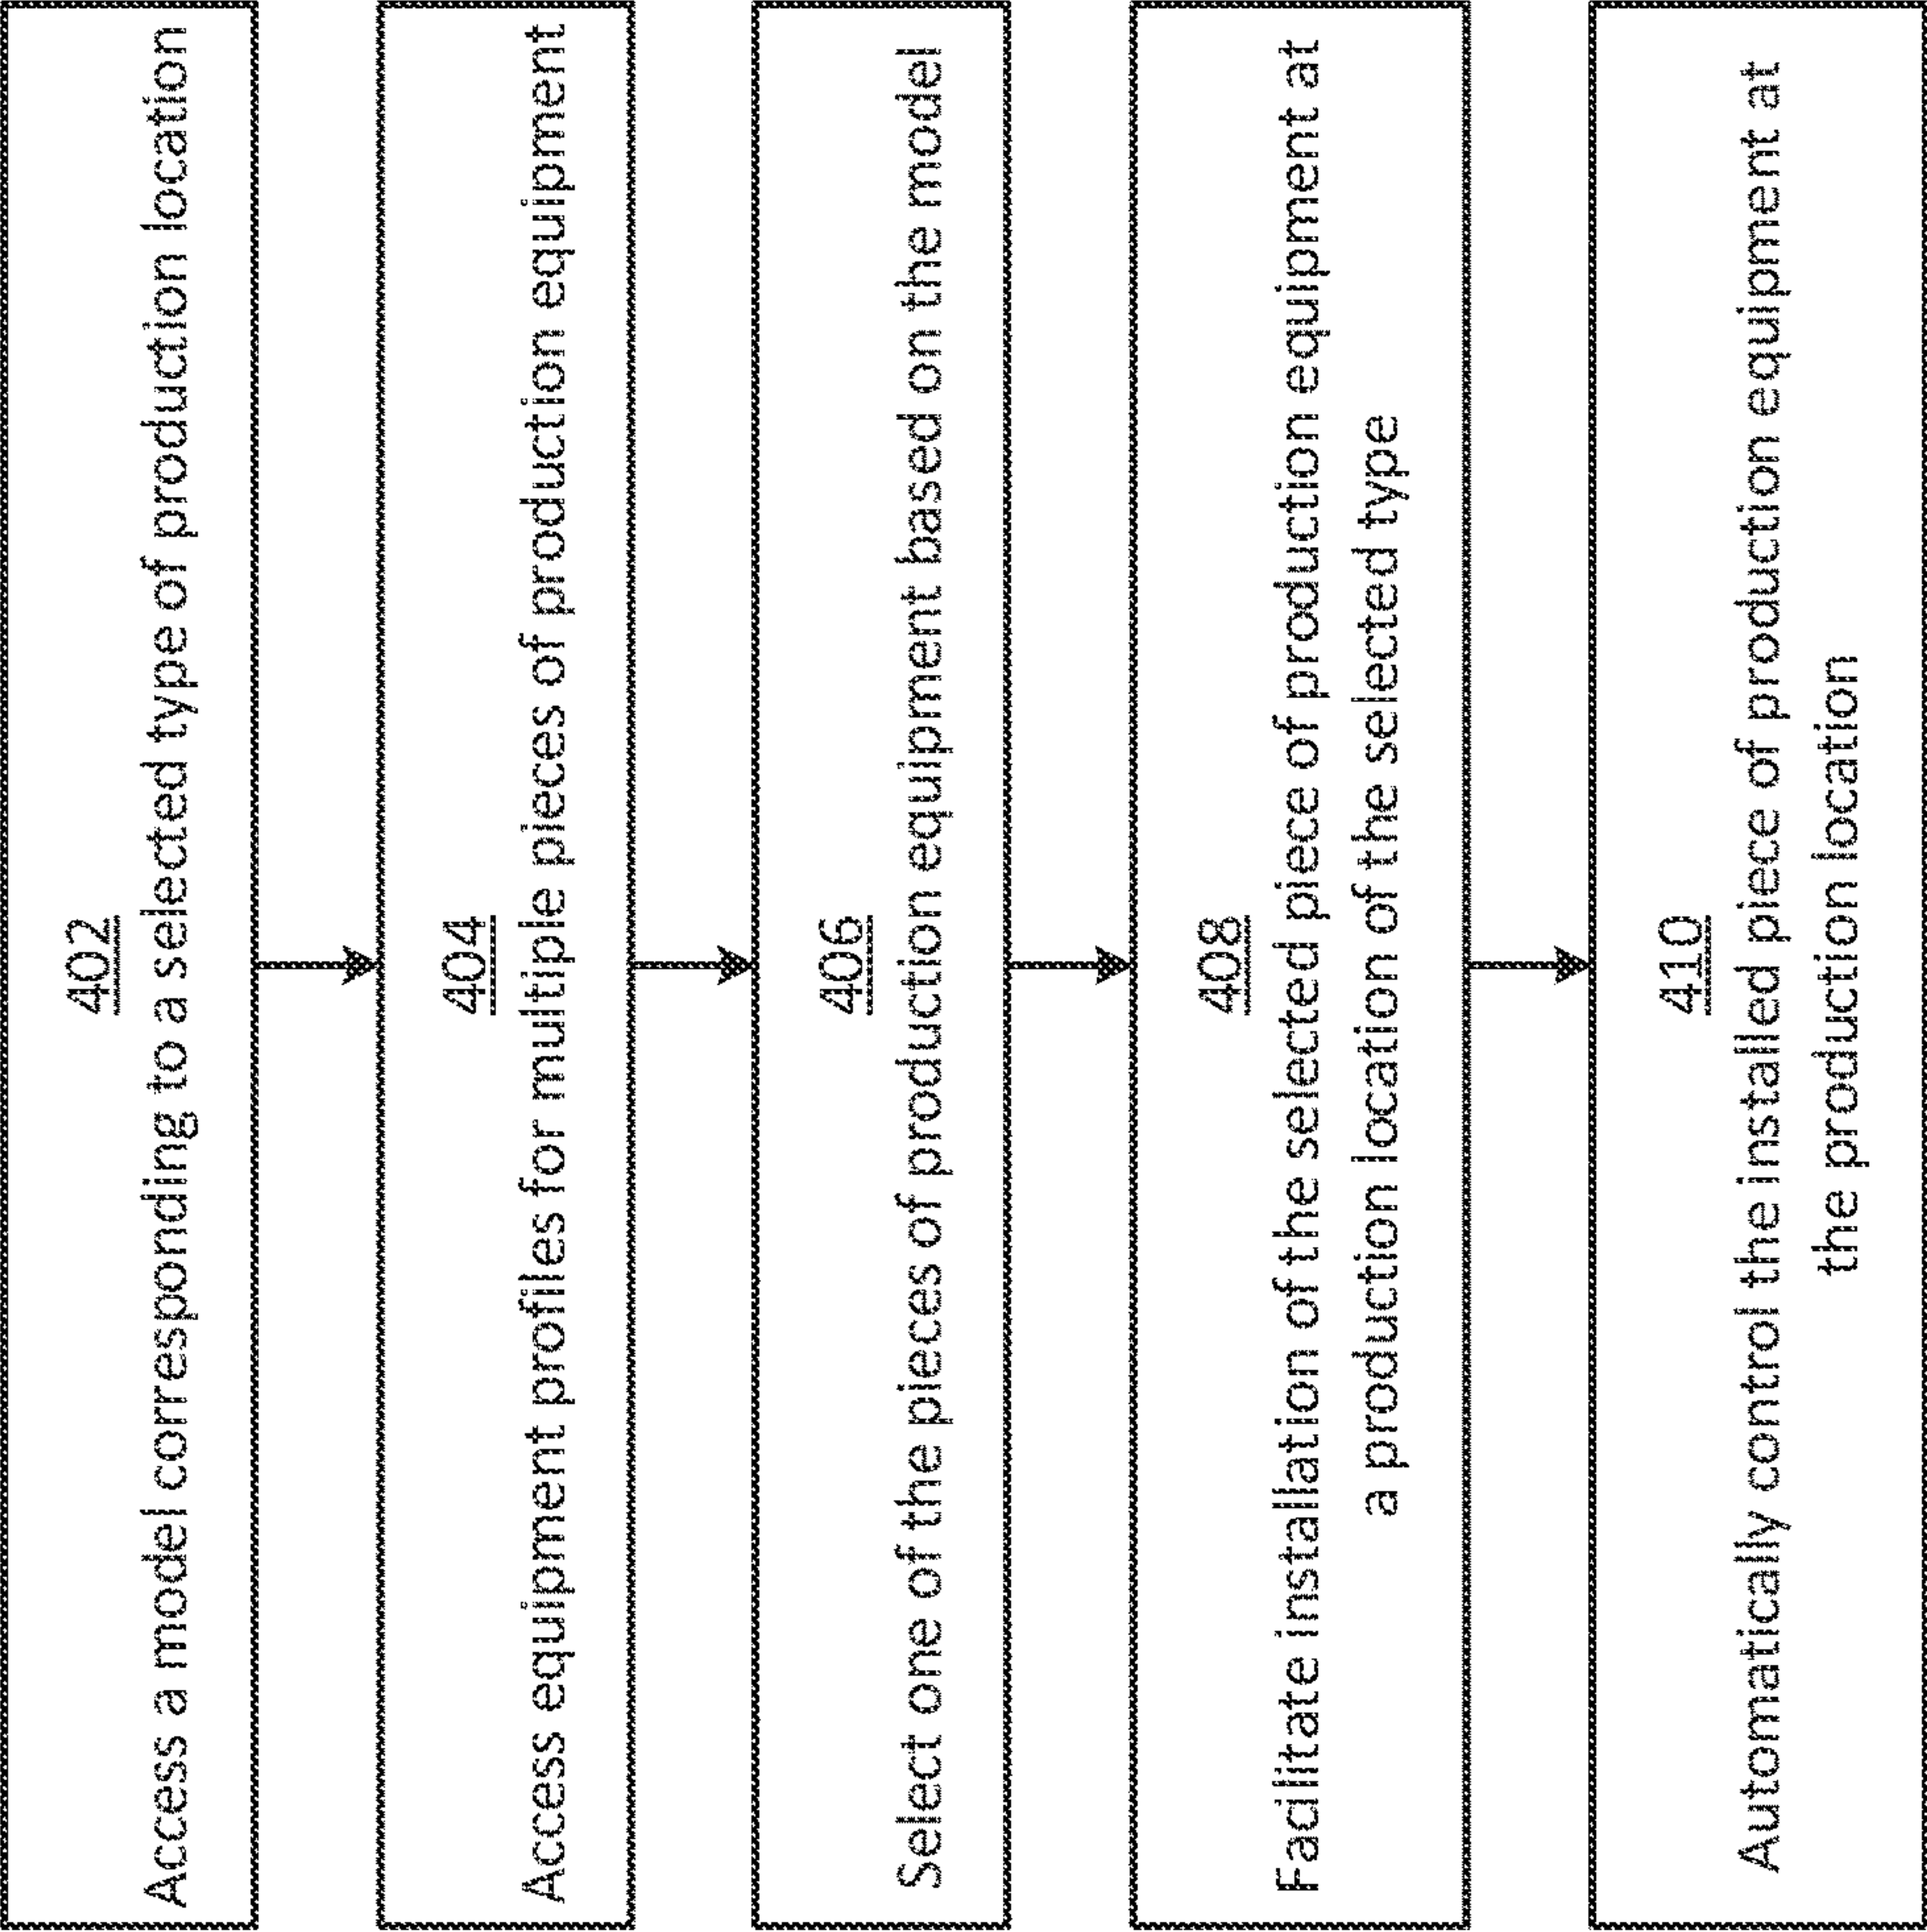 402
Access a model corresponding to a selected type of production location
404
Access equipment profiles for multiple pieces of production equipment
406
Select one of the pieces of production equipment based on the model
408
Facilitate installation of the selected piece of production equipment at
a production location of the selected type
410
Automatically control the installed piece of production equipment at
the production location